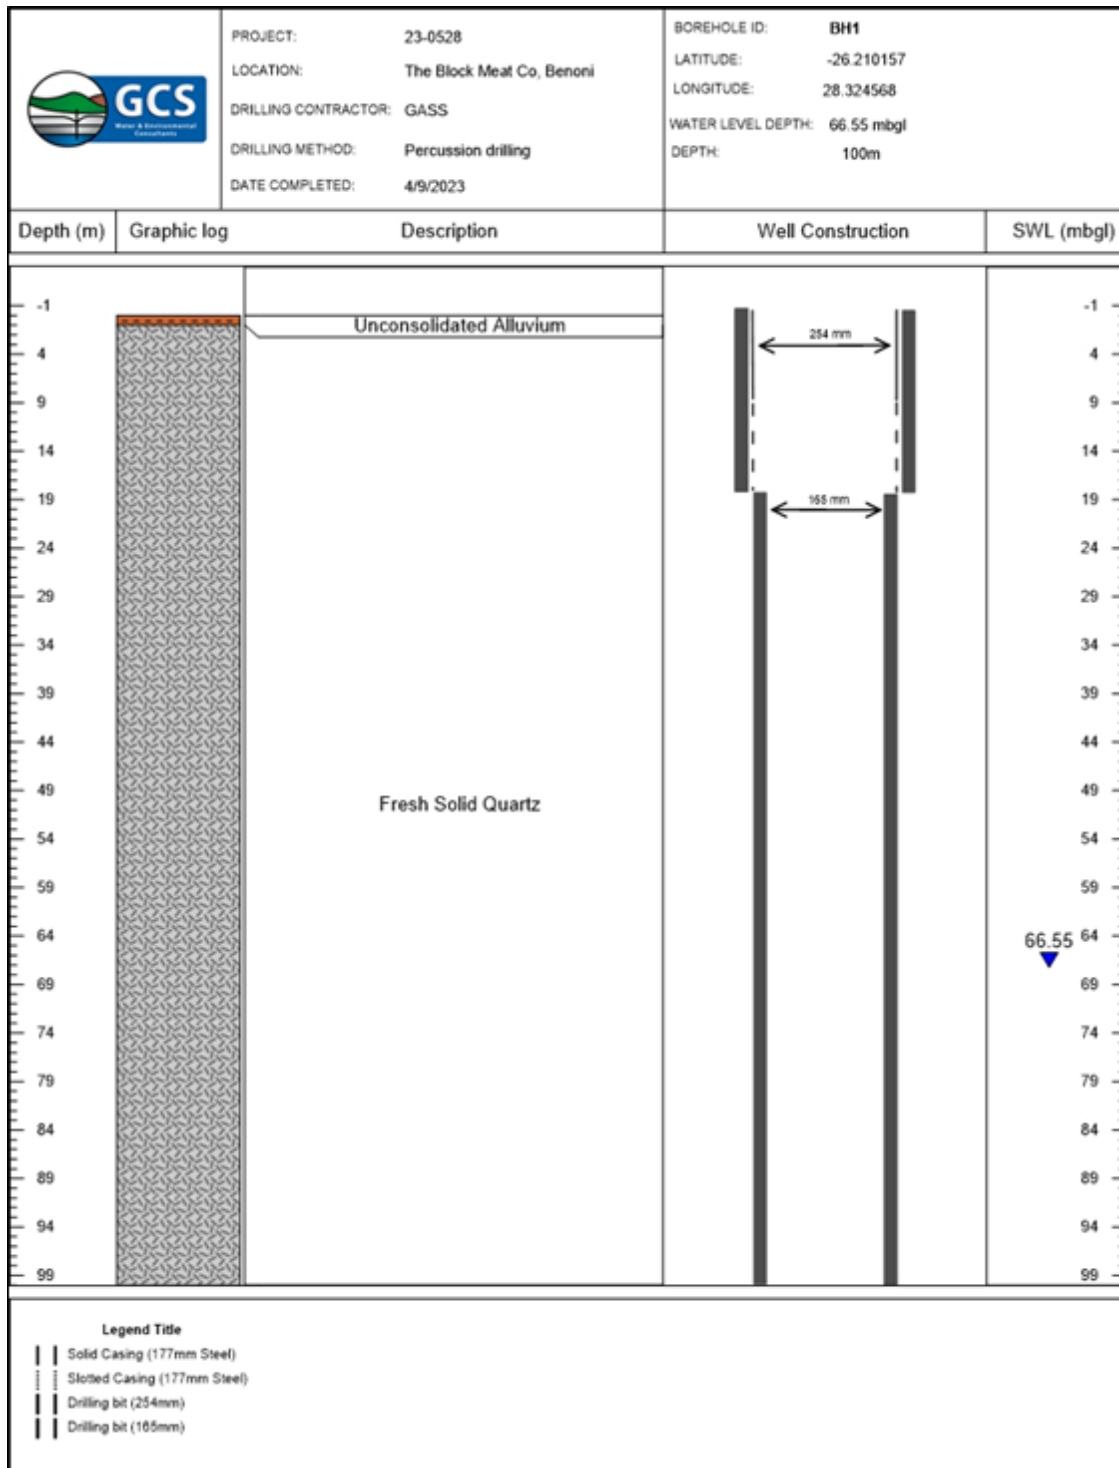 GCS
Water & Environmental
Consultants
PROJECT: 23-0528
LOCATION: The Block Meat Co, Benoni
DRILLING CONTRACTOR: GASS
DRILLING METHOD: Percussion drilling
DATE COMPLETED: 4/9/2023
BOREHOLE ID: BH1
LATITUDE: -26.210157
LONGITUDE: 28.324568
WATER LEVEL DEPTH: 66.55 mbgl
DEPTH: 100m
Depth (m) Graphic log Description Well Construction SWL (mbgl)
-1 -1
Unconsolidated Alluvium
254 mm
4 4
9 9
14 14
19 165 mm 19
24 24
29 29
34 34
39 39
44 44
49 49
Fresh Solid Quartz
54 54
59 59
64 66.55 64
69 69
74 74
79 79
84 84
89 89
94 94
99 99
Legend Title
Solid Casing (177mm Steel)
Slotted Casing (177mm Steel)
Drilling bit (254mm)
Drilling bit (165mm)